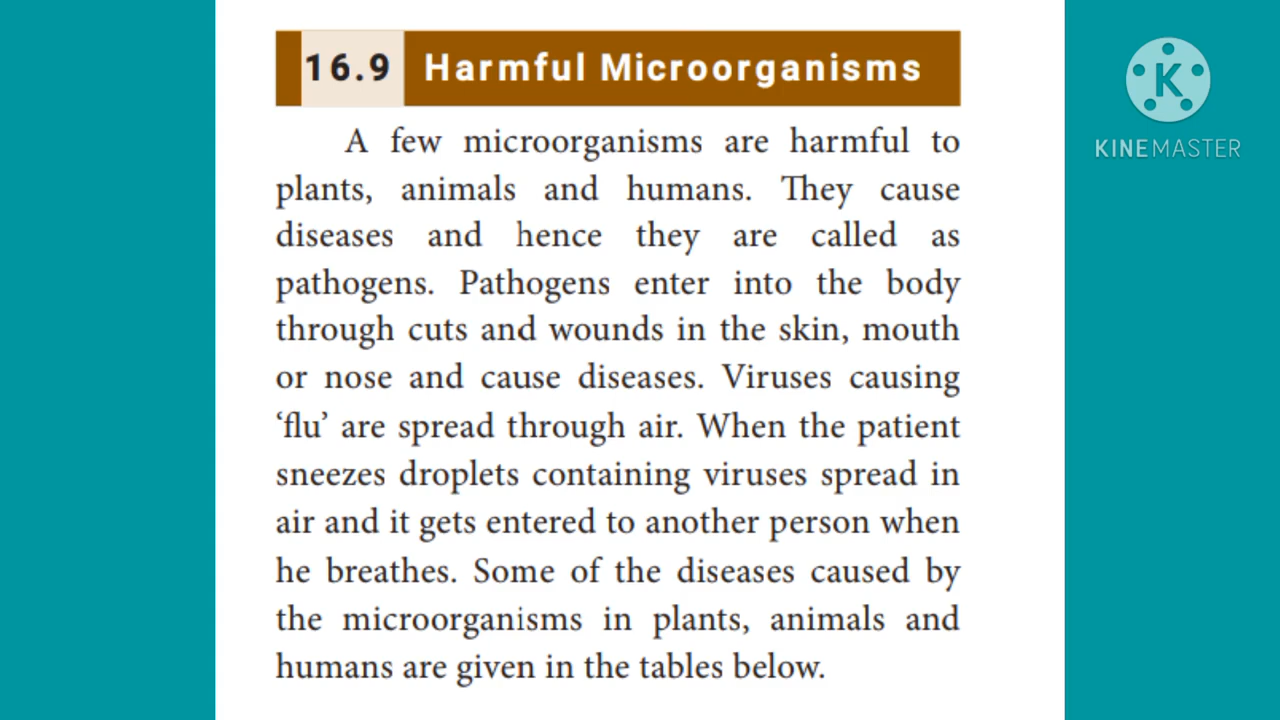 16.9 Harmful Microorganisms
A few microorganisms are harmful to
plants, animals and humans. They cause
diseases and hence they are called as
pathogens. Pathogens enter into the body
through cuts and wounds in the skin, mouth
or nose and cause diseases. Viruses causing
‘flu’ are spread through air. When the patient
sneezes droplets containing viruses spread in
air and it gets entered to another person when
he breathes. Some of the diseases caused by
the microorganisms in plants, animals and
humans are given in the tables below.
K
KINEMASTER